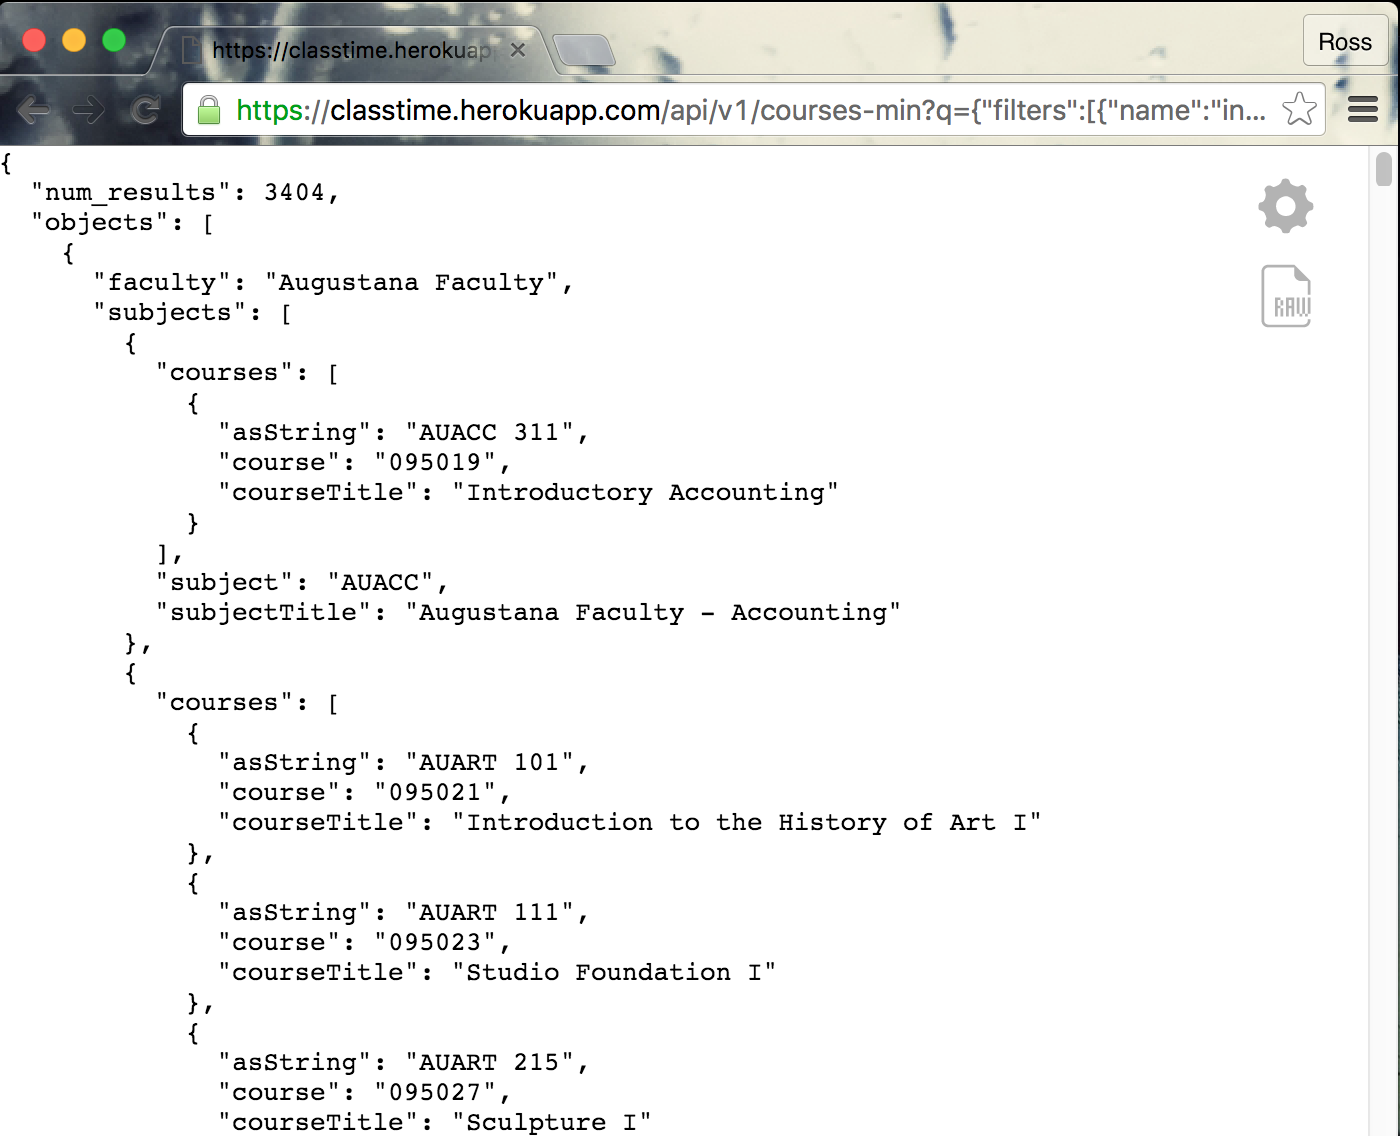 https://classtime.herokuap
Ross
https://classtime.herokuapp.com/api/v1/courses-min?q={"filters":[{"name":"in...
{
  "num_results": 3404,
  "objects": [
    {
      "faculty": "Augustana Faculty",
      "subjects": [
        {
          "courses": [
            {
              "asString": "AUACC 311",
              "course": "095019",
              "courseTitle": "Introductory Accounting"
            }
          ],
          "subject": "AUACC",
          "subjectTitle": "Augustana Faculty - Accounting"
        },
        {
          "courses": [
            {
              "asString": "AUART 101",
              "course": "095021",
              "courseTitle": "Introduction to the History of Art I"
            },
            {
              "asString": "AUART 111",
              "course": "095023",
              "courseTitle": "Studio Foundation I"
            },
            {
              "asString": "AUART 215",
              "course": "095027",
              "courseTitle": "Sculpture I"
RAW